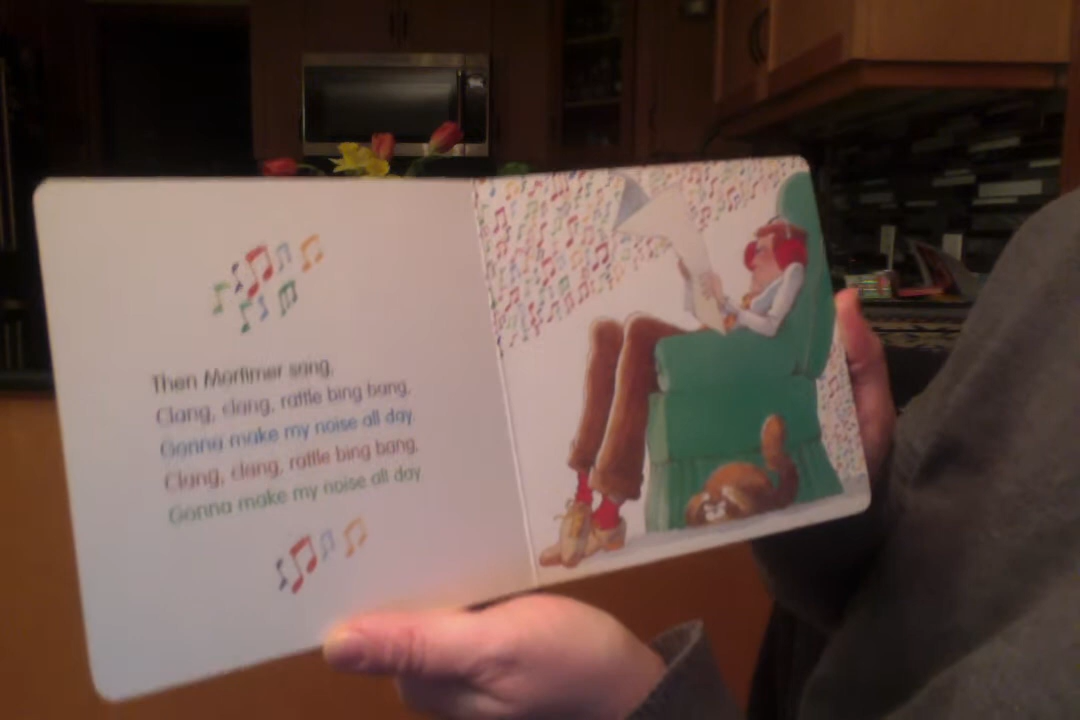 Then Mortimer sang,
Clang, clang, rattle bing bang,
Gonna make my noise all day.
Clang, clang, rattle bing bang,
Gonna make my noise all day.